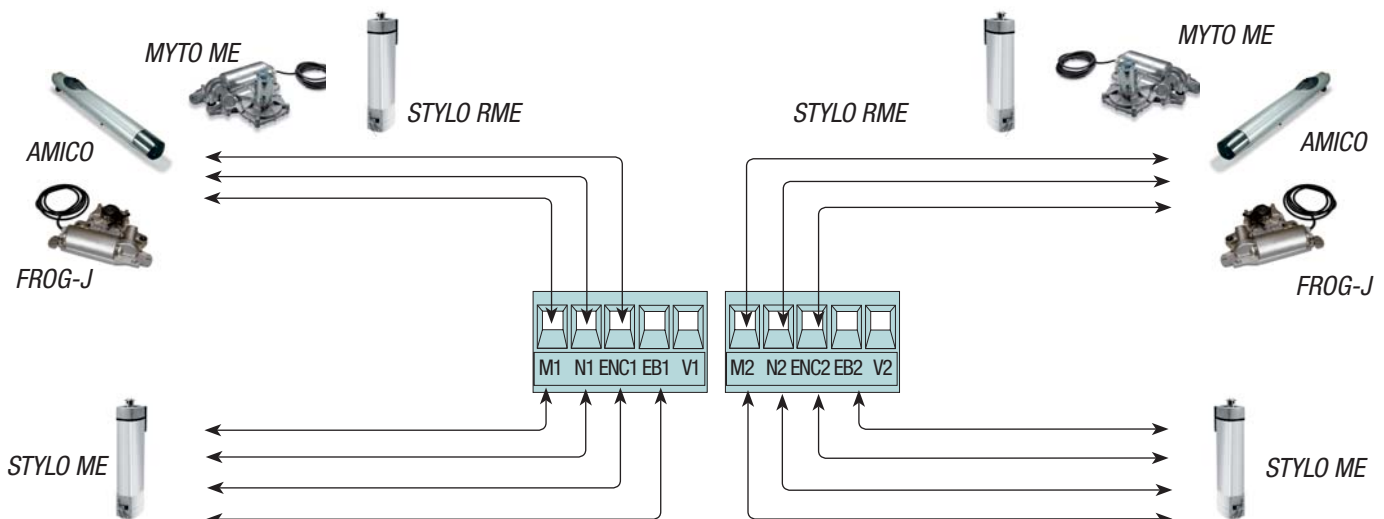 MYTO ME
STYLO RME
AMICO
FROG-J
STYLO RME
MYTO ME
AMICO
FROG-J
M1 N1 ENC1 EB1 V1
M2 N2 ENC2 EB2 V2
STYLO ME
STYLO ME